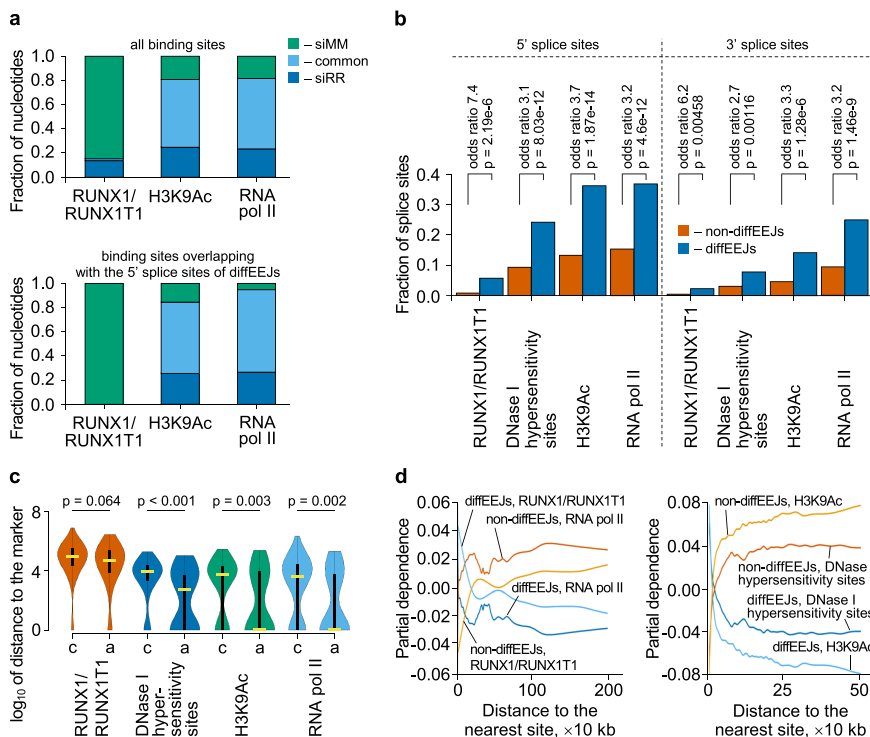 a
all binding sites
– siMM
– common
– siRR
Fraction of nucleotides
1.0
0.8
0.6
0.4
0.2
0.0
RUNX1/
RUNX1T1
H3K9Ac
RNA
pol II
binding sites overlapping
with the 5' splice sites of diffEEJs
Fraction of nucleotides
1.0
0.8
0.6
0.4
0.2
0.0
RUNX1/
RUNX1T1
H3K9Ac
RNA
pol II
b
5' splice sites
3' splice sites
odds ratio 7.4
p = 2.19e-6
odds ratio 3.1
p = 8.03e-12
odds ratio 3.7
p = 1.87e-14
odds ratio 3.2
p = 4.6e-12
odds ratio 6.2
p = 0.00458
odds ratio 2.7
p = 0.00116
odds ratio 3.3
p = 1.28e-6
odds ratio 3.2
p = 1.46e-9
Fraction of splice sites
0.4
0.3
0.2
0.1
0.0
– non-diffEEJs
– diffEEJs
RUNX1/RUNX1T1
DNase I
hypersensitivity
sites
H3K9Ac
RNA pol II
RUNX1/RUNX1T1
DNase I
hypersensitivity
sites
H3K9Ac
RNA pol II
c
p = 0.064
p < 0.001
p = 0.003
p = 0.002
log10 of distance to the marker
8
4
0
c
a
c
a
c
a
c
a
RUNX1/
RUNX1T1
DNase I
hyper-
sensitivity
sites
H3K9Ac
RNA pol II
d
Partial dependence
0.06
0.04
0.02
0.00
-0.02
-0.04
-0.06
diffEEJs, RUNX1/RUNX1T1
non-diffEEJs, RNA pol II
diffEEJs, RNA pol II
non-diffEEJs,
RUNX1/RUNX1T1
0
100
200
Distance to the
nearest site, ×10 kb
Partial dependence
0.08
0.04
0.00
-0.04
-0.08
non-diffEEJs, H3K9Ac
non-diffEEJs, DNase I
hypersensitivity sites
diffEEJs, DNase I
hypersensitivity sites
diffEEJs, H3K9Ac
0
25
50
Distance to the
nearest site, ×10 kb